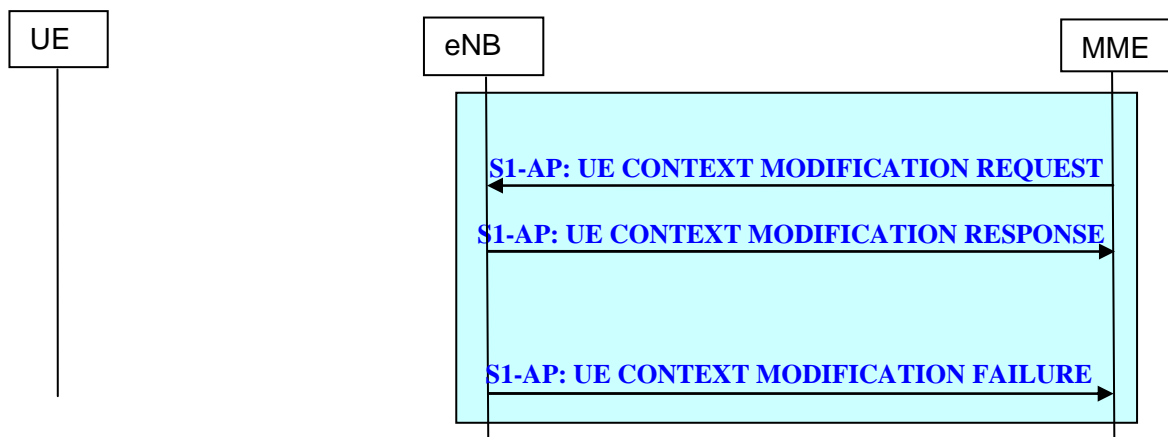 UE
eNB
MME
S1-AP: UE CONTEXT MODIFICATION REQUEST
S1-AP: UE CONTEXT MODIFICATION RESPONSE
S1-AP: UE CONTEXT MODIFICATION FAILURE